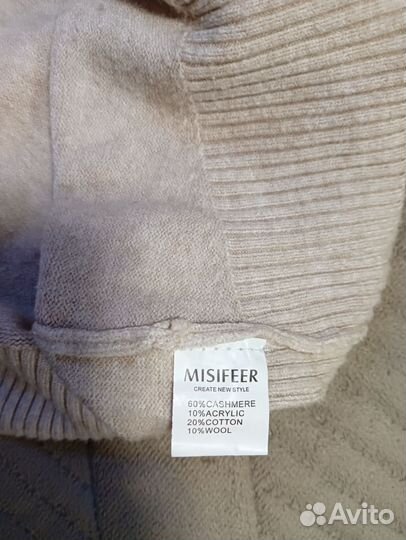 MISIFEER
CREATE NEW STYLE
60%CASHMERE
10%ACRYLIC
20%COTTON
10%WOOL
Avito